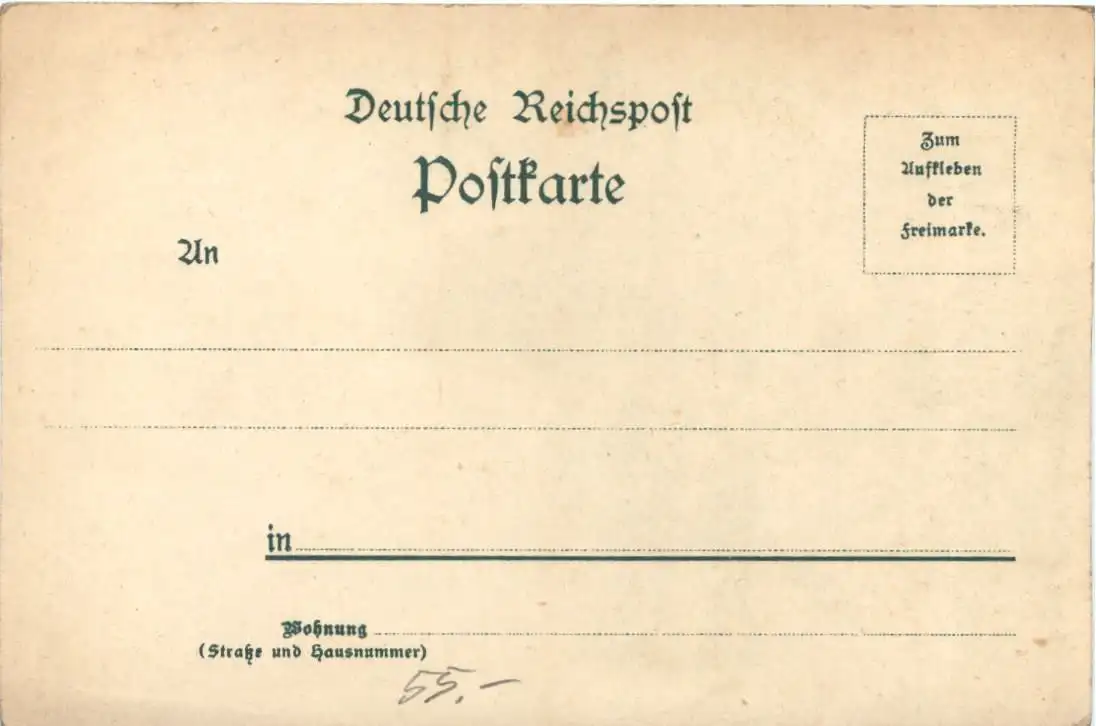 Deutsche Reichspost
Postkarte
Zum
Aufkleben
der
Freimarke.
An
in
Wohnung
(Straße und Hausnummer)
55.-